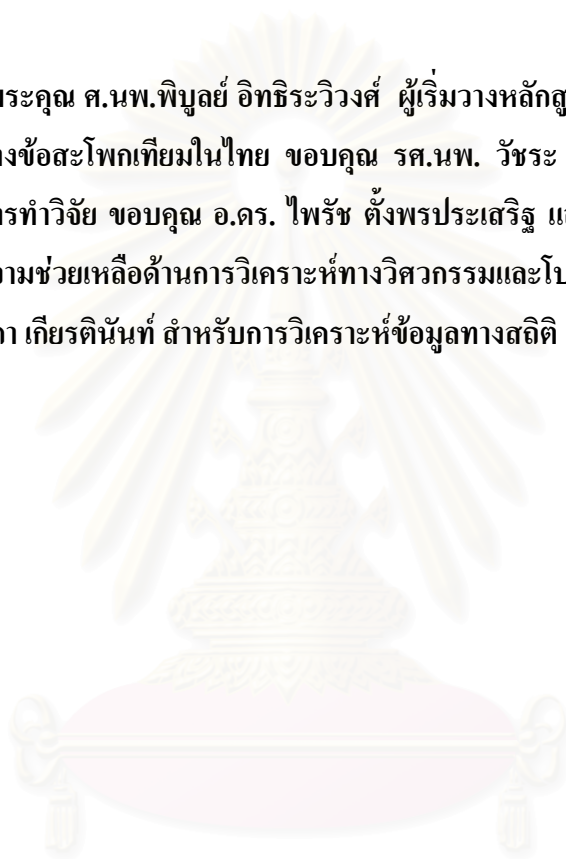 ระคุณ ศ.นพ.พิบูลย์ อิทธิระวิวงศ์ ผู้เริ่มวางหลักสู
งข้อสะโพกเทียมในไทย ขอบคุณ รศ.นพ. วัชระ
ารทำวิจัย ขอบคุณ อ.ดร. ไพรัช ตั้งพรประเสริฐ แ
วามช่วยเหลือด้านการวิเคราะห์ทางวิศวกรรมและโป
า เกียรตินันท์ สำหรับการวิเคราะห์ข้อมูลทางสถิติ